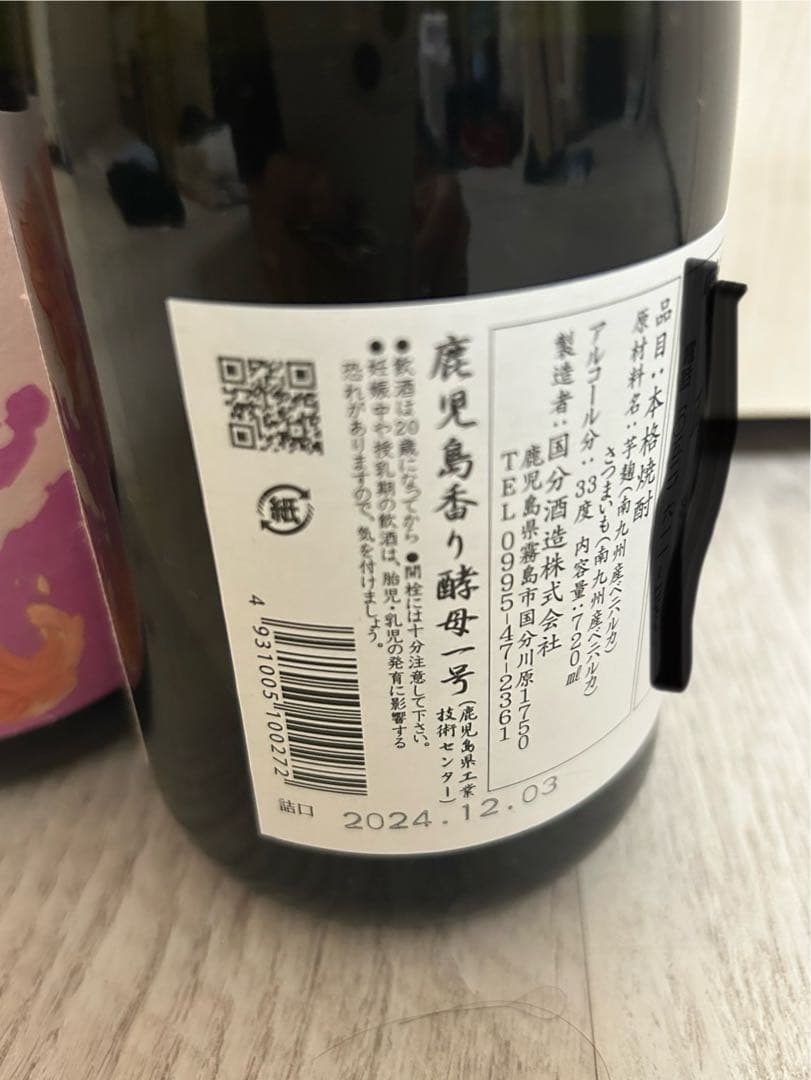 品目：本格焼酎
原材料名：芋麹（南九州産ベニハルカ）
さつまいも（南九州産ベニハルカ）
アルコール分：33度 内容量：720㎖
製造者：国分酒造株式会社
鹿児島県霧島市国分川原1750
TEL 0995-47-2361
鹿児島香り酵母一号（鹿児島県工業
技術センター）
●飲酒は20歳になってから ●開栓には十分注意して下さい。
●妊娠中や授乳期の飲酒は、胎児・乳児の発育に影響する
恐れがありますので、気を付けましょう。
紙
4 931005 100272
詰口 2024.12.03